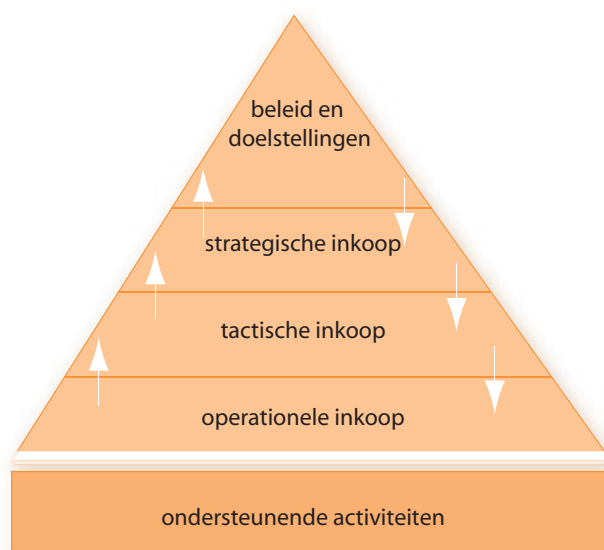 beleid en
doelstellingen
strategische inkoop
tactische inkoop
operationele inkoop
ondersteunende activiteiten